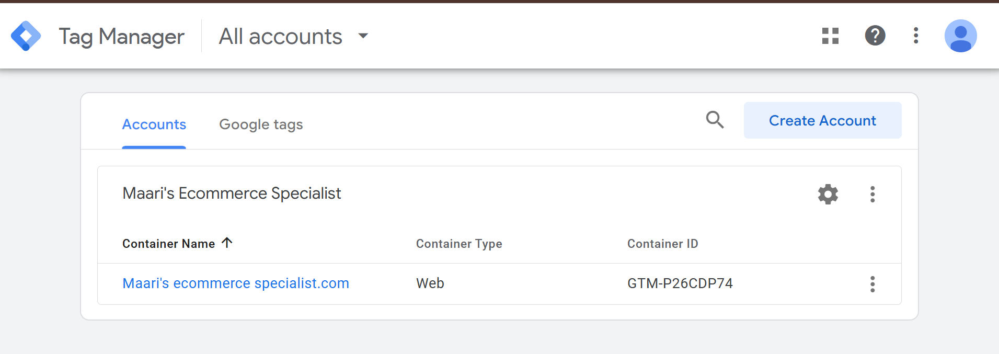 Tag Manager All accounts
Accounts Google tags Create Account
Maari's Ecommerce Specialist
Container Name ↑ Container Type Container ID
Maari's ecommerce specialist.com Web GTM-P26CDP74